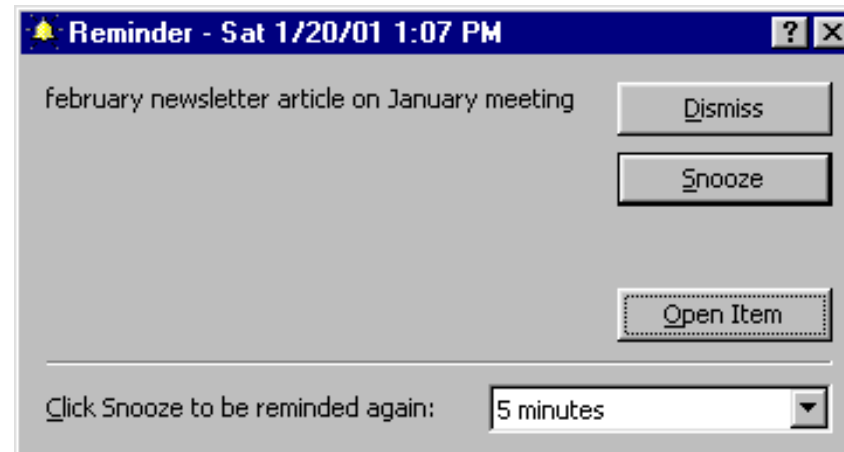 Reminder - Sat 1/20/01 1:07 PM
february newsletter article on January meeting
Dismiss
Snooze
Open Item
Click Snooze to be reminded again:
5 minutes